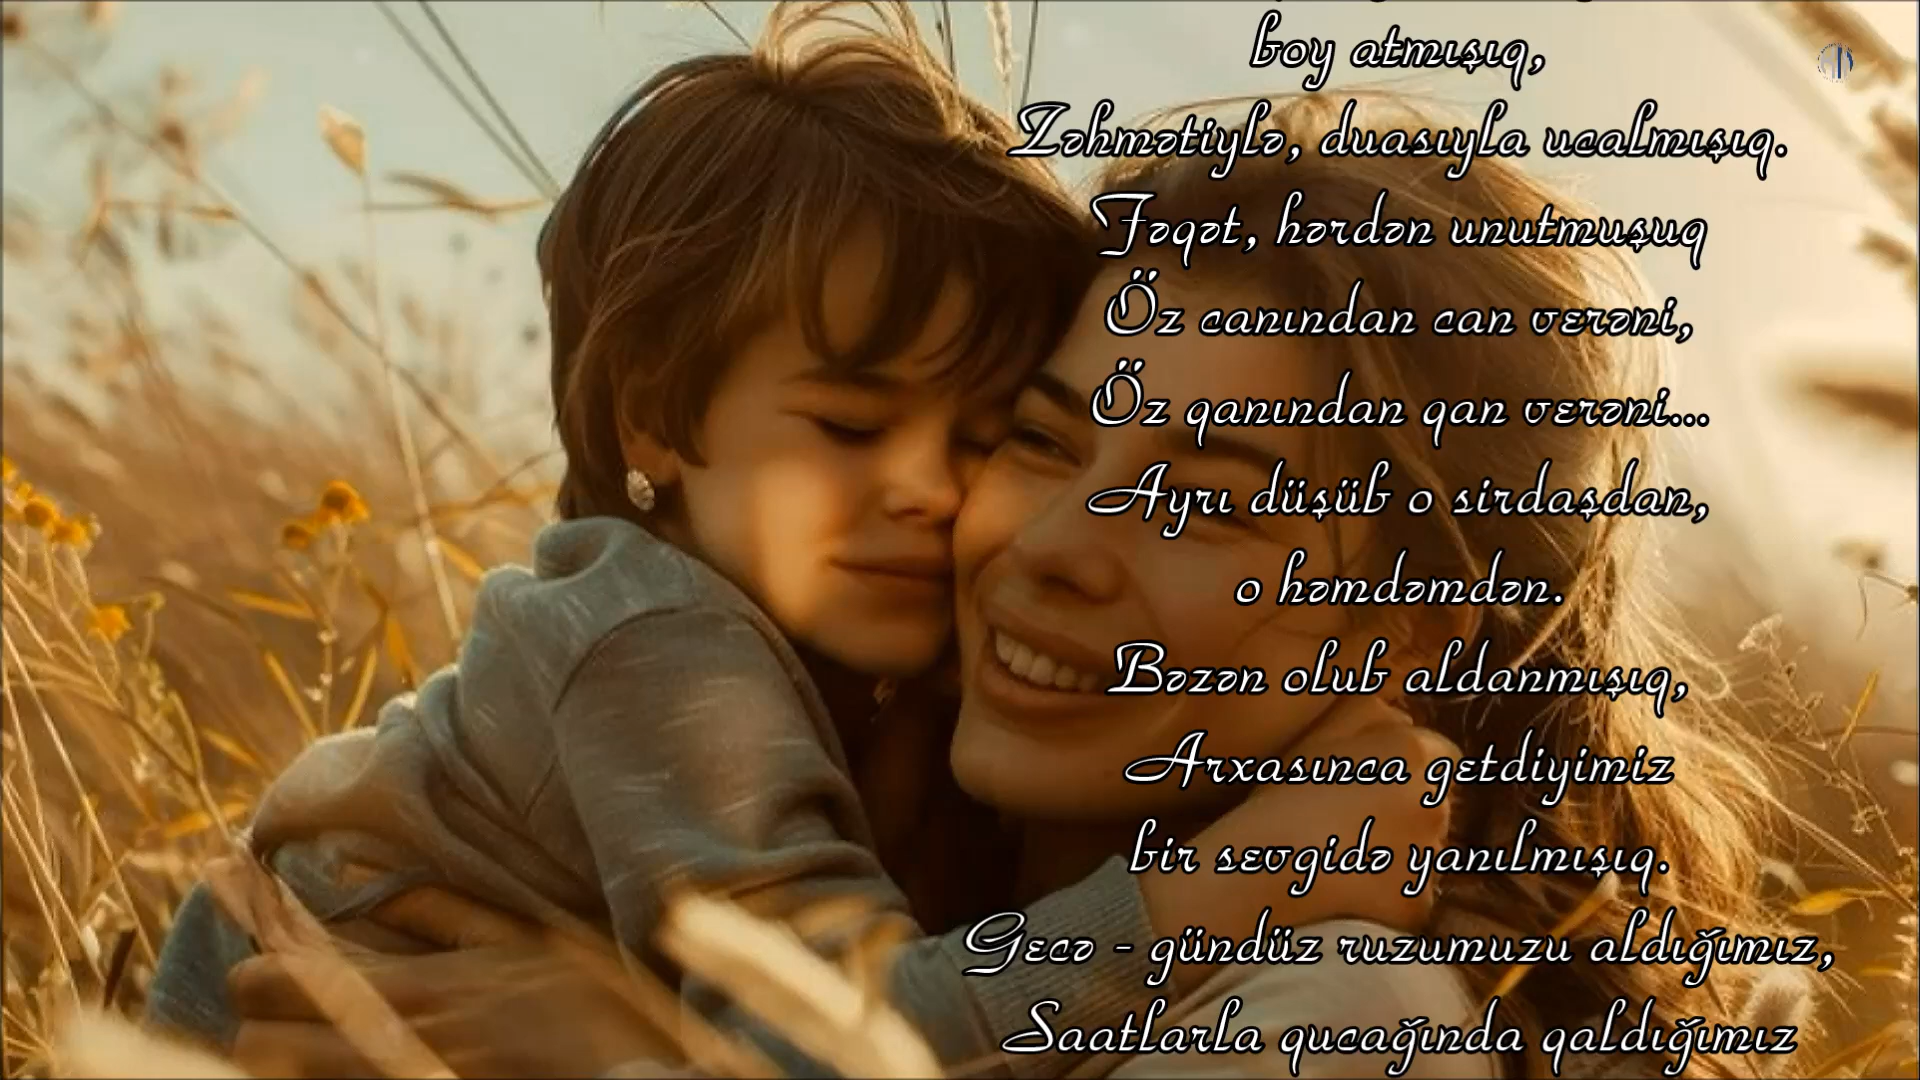 boy atmışıq,
Zəhmətiylə, duasıyla ucalmışıq.
Fəqət, hərdən unutmuşuq
Öz canından can verəni,
Öz qanından qan verəni...
Ayrı düşüb o sirdaşdan,
o həmdəmdən.
Bəzən olub aldanmışıq,
Arxasınca getdiyimiz
bir sevgidə yanılmışıq.
Gecə - gündüz ruzumuzu aldığımız,
Saatlarla qucağında qaldığımız